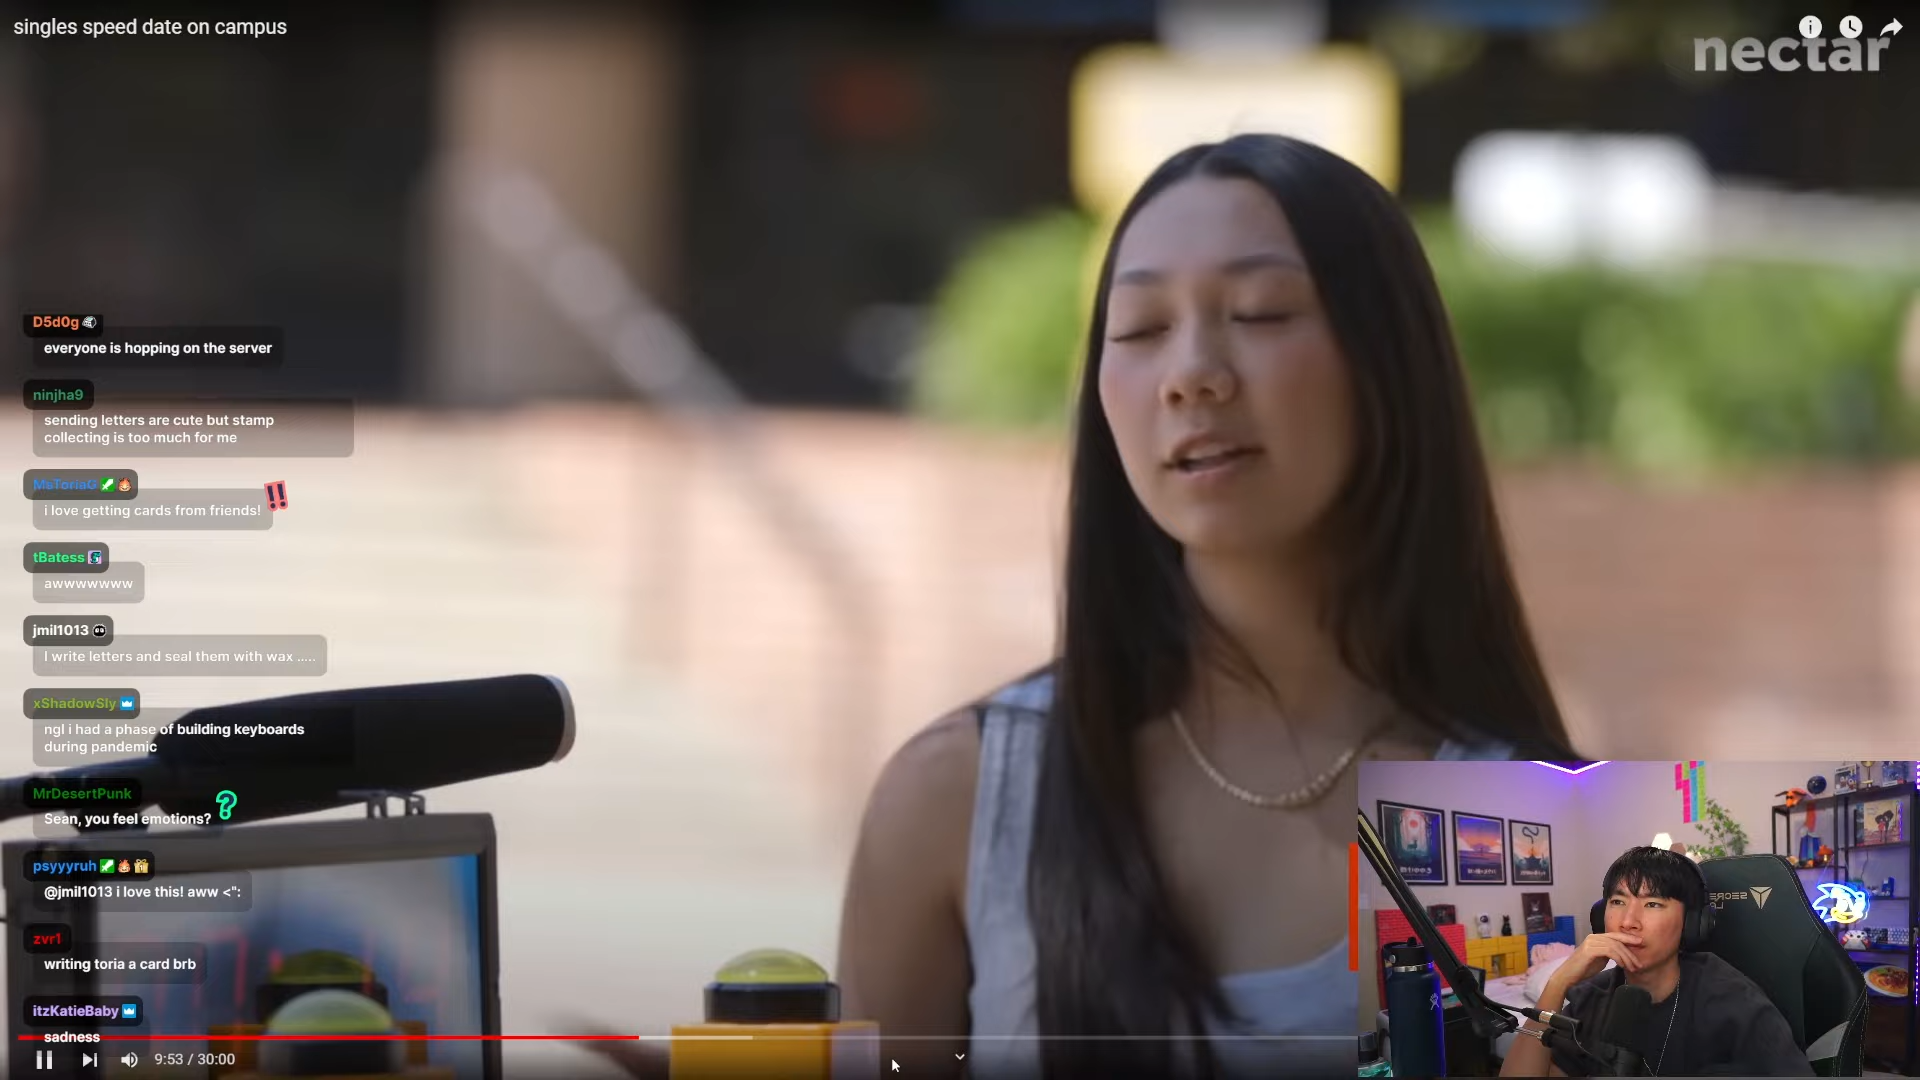 singles speed date on campus
nectar
D5d0g
everyone is hopping on the server
ninjha9
sending letters are cute but stamp
collecting is too much for me
MsToriaG
i love getting cards from friends!
!!
tBatess
awwwwwww
jmil1013
I write letters and seal them with wax .....
xShadowSly
ngl i had a phase of building keyboards
during pandemic
MrDesertPunk
Sean, you feel emotions?
?
psyyyruh
@jmil1013 i love this! aww <":
zvr1
writing toria a card brb
itzKatieBaby
sadness
9:53 / 30:00